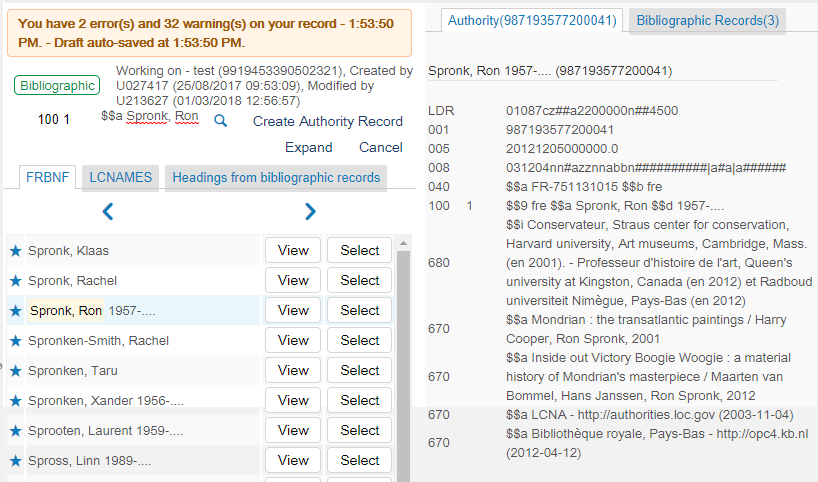 You have 2 error(s) and 32 warning(s) on your record - 1:53:50
PM. - Draft auto-saved at 1:53:50 PM.
Bibliographic
Working on - test (9919453390502321), Created by
U027417 (25/08/2017 09:53:09), Modified by
U213627 (01/03/2018 12:56:57)
100 1 $$a Spronk, Ron
Create Authority Record
Expand Cancel
FRBNF LCNAMES Headings from bibliographic records
Spronk, Klaas View Select
Spronk, Rachel View Select
Spronk, Ron 1957-.... View Select
Spronken-Smith, Rachel View Select
Spronken, Taru View Select
Spronken, Xander 1956-.... View Select
Sprooten, Laurent 1959-.... View Select
Spross, Linn 1989-.... View Select
Authority(987193577200041) Bibliographic Records(3)
Spronk, Ron 1957-.... (987193577200041)
LDR 01087cz##a2200000n##4500
001 987193577200041
005 20121205000000.0
008 031204nn#azznnabbn##########|a#a|a######
040 $$a FR-751131015 $$b fre
100 1 $$9 fre $$a Spronk, Ron $$d 1957-....
680 $$i Conservateur, Straus center for conservation,
Harvard university, Art museums, Cambridge, Mass.
(en 2001). - Professeur d'histoire de l'art, Queen's
university at Kingston, Canada (en 2012) et Radboud
universiteit Nimègue, Pays-Bas (en 2012)
670 $$a Mondrian : the transatlantic paintings / Harry
Cooper, Ron Spronk, 2001
670 $$a Inside out Victory Boogie Woogie : a material
history of Mondrian's masterpiece / Maarten van
Bommel, Hans Janssen, Ron Spronk, 2012
670 $$a LCNA - http://authorities.loc.gov (2003-11-04)
670 $$a Bibliothèque royale, Pays-Bas - http://opc4.kb.nl
(2012-04-12)